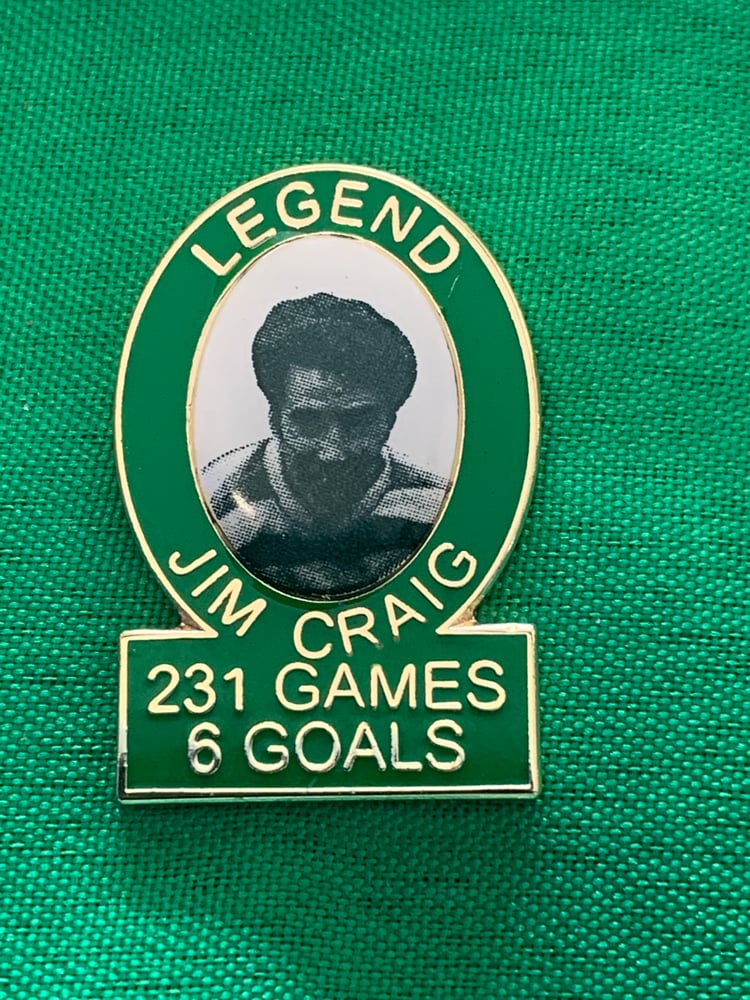 LEGEND
JIM CRAIG
231 GAMES
6 GOALS